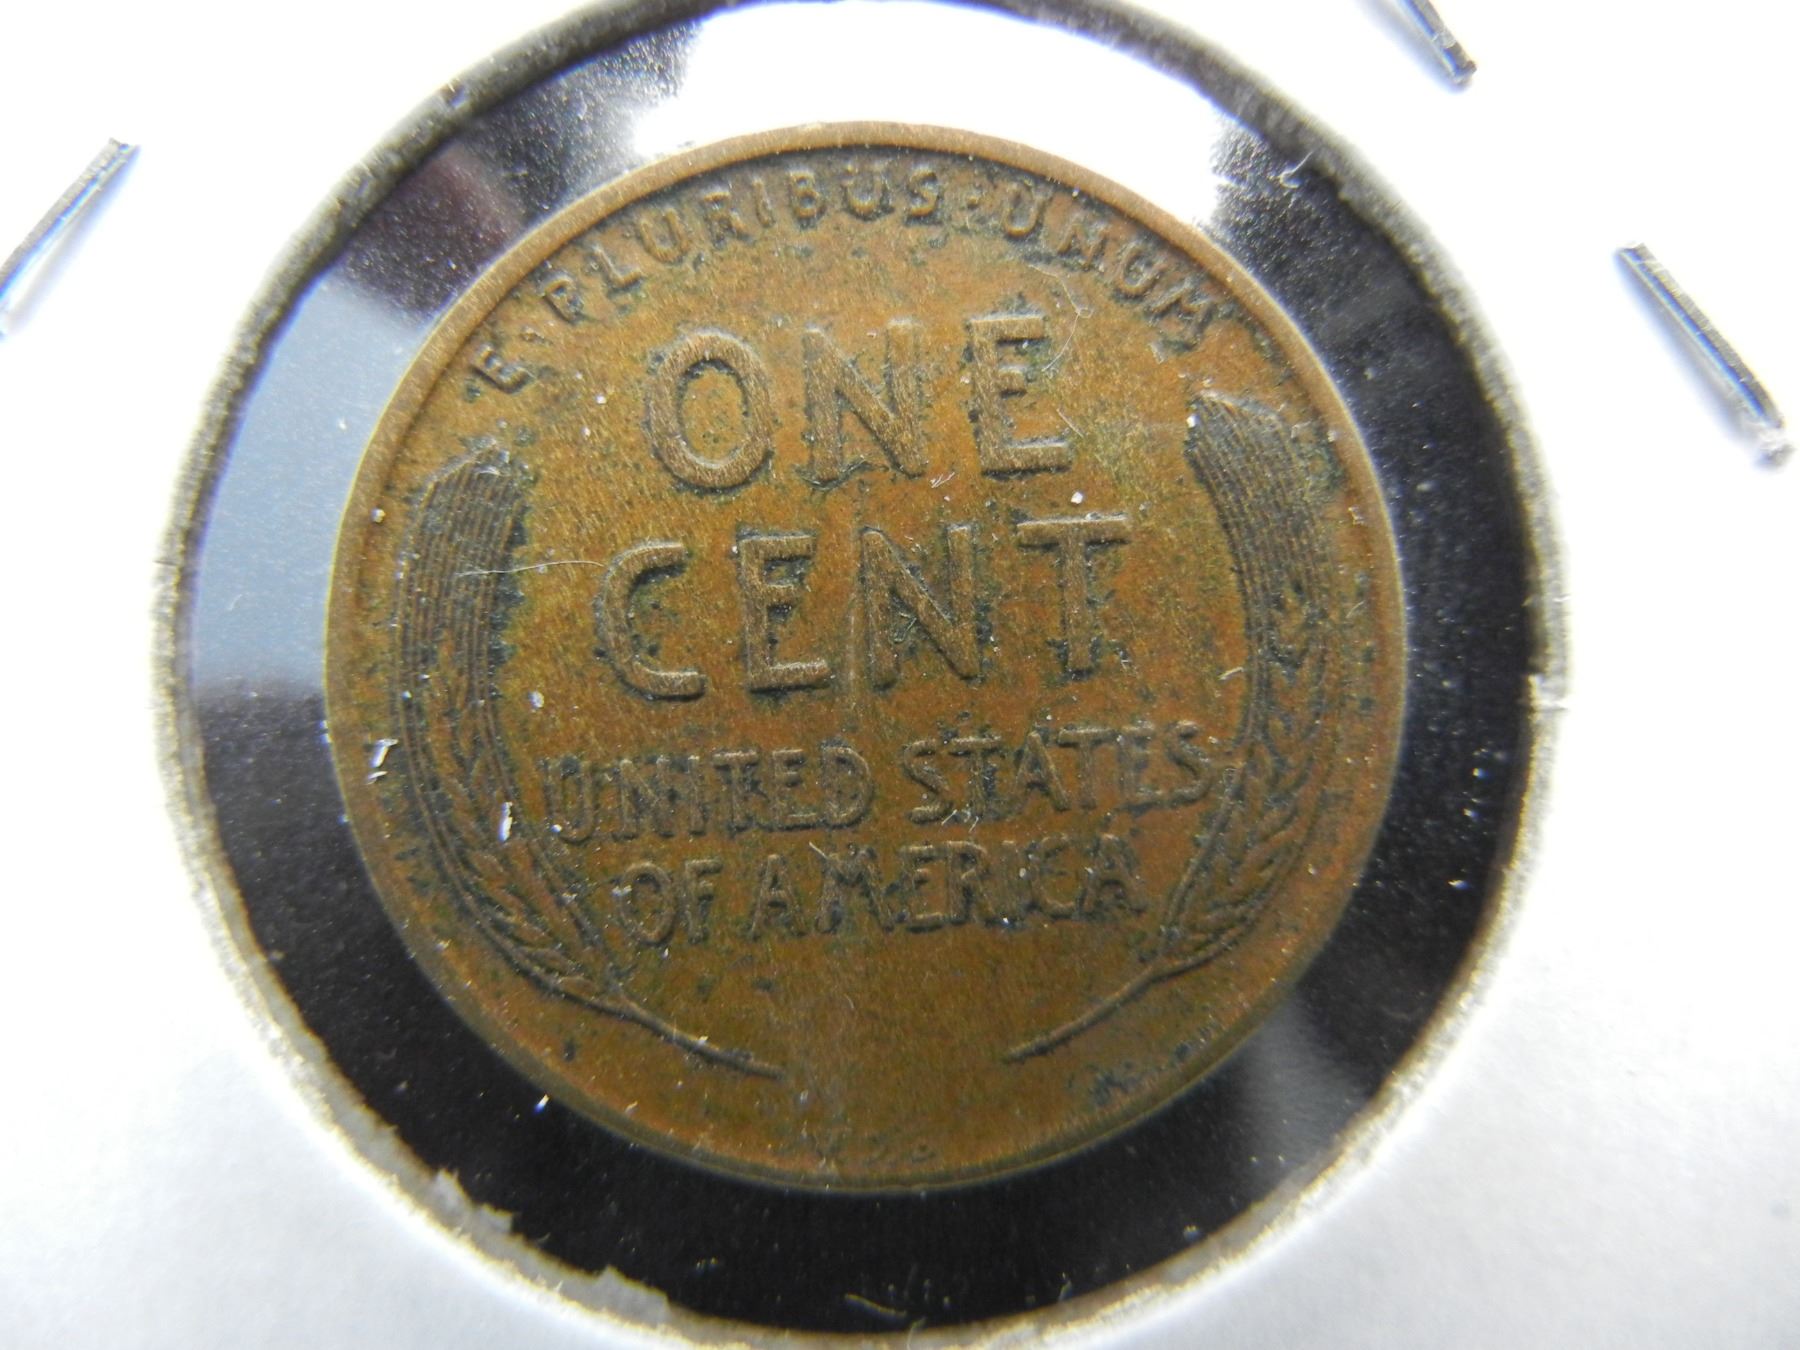 E·PLURIBUS·UNUM
ONE
CENT
UNITED STATES
OF AMERICA